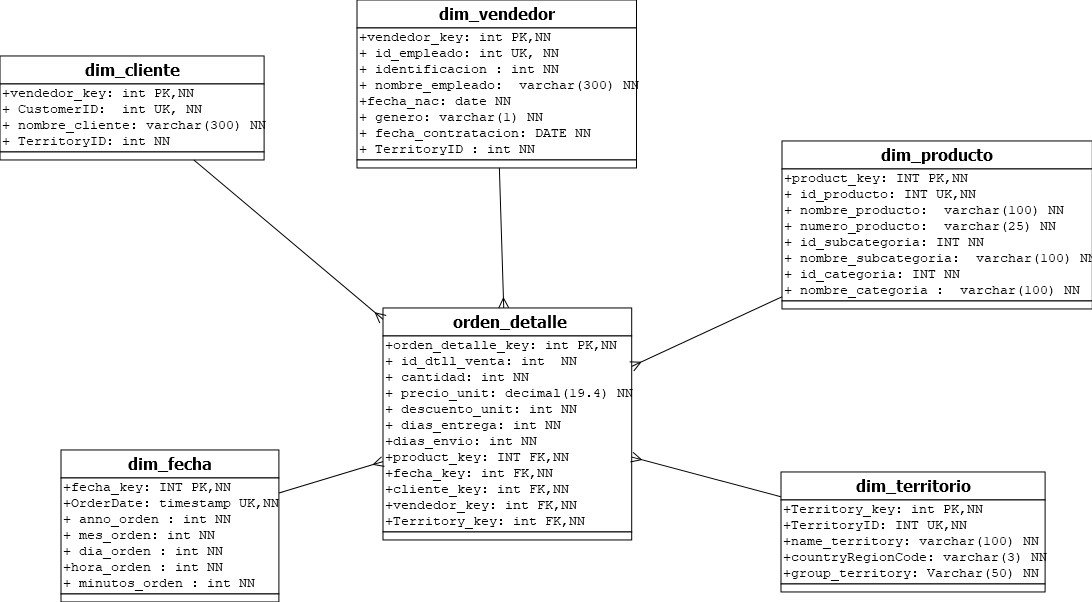 dim_vendedor
+vendedor_key: int PK,NN
+ id_empleado: int UK, NN
+ identificacion : int NN
+ nombre_empleado:  varchar(300) NN
+fecha_nac: date NN
+ genero: varchar(1) NN
+ fecha_contratacion: DATE NN
+ TerritoryID : int NN
dim_cliente
+vendedor_key: int PK,NN
+ CustomerID:  int UK, NN
+ nombre_cliente: varchar(300) NN
+ TerritoryID: int NN
dim_producto
+product_key: INT PK,NN
+ id_producto: INT UK,NN
+ nombre_producto:  varchar(100) NN
+ numero_producto:  varchar(25) NN
+ id_subcategoria: INT NN
+ nombre_subcategoria:  varchar(100) NN
+ id_categoria: INT NN
+ nombre_categoria :  varchar(100) NN
orden_detalle
+orden_detalle_key: int PK,NN
+ id_dtll_venta: int  NN
+ cantidad: int NN
+ precio_unit: decimal(19.4) NN
+ descuento_unit: int NN
+ dias_entrega: int NN
+dias_envio: int NN
+product_key: INT FK,NN
+fecha_key: int FK,NN
+cliente_key: int FK,NN
+vendedor_key: int FK,NN
+Territory_key: int FK,NN
dim_fecha
+fecha_key: INT PK,NN
+OrderDate: timestamp UK,NN
+ anno_orden : int NN
+ mes_orden: int NN
+ dia_orden : int NN
+hora_orden : int NN
+ minutos_orden : int NN
dim_territorio
+Territory_key: int PK,NN
+TerritoryID: INT UK,NN
+name_territory: varchar(100) NN
+countryRegionCode: varchar(3) NN
+group_territory: Varchar(50) NN